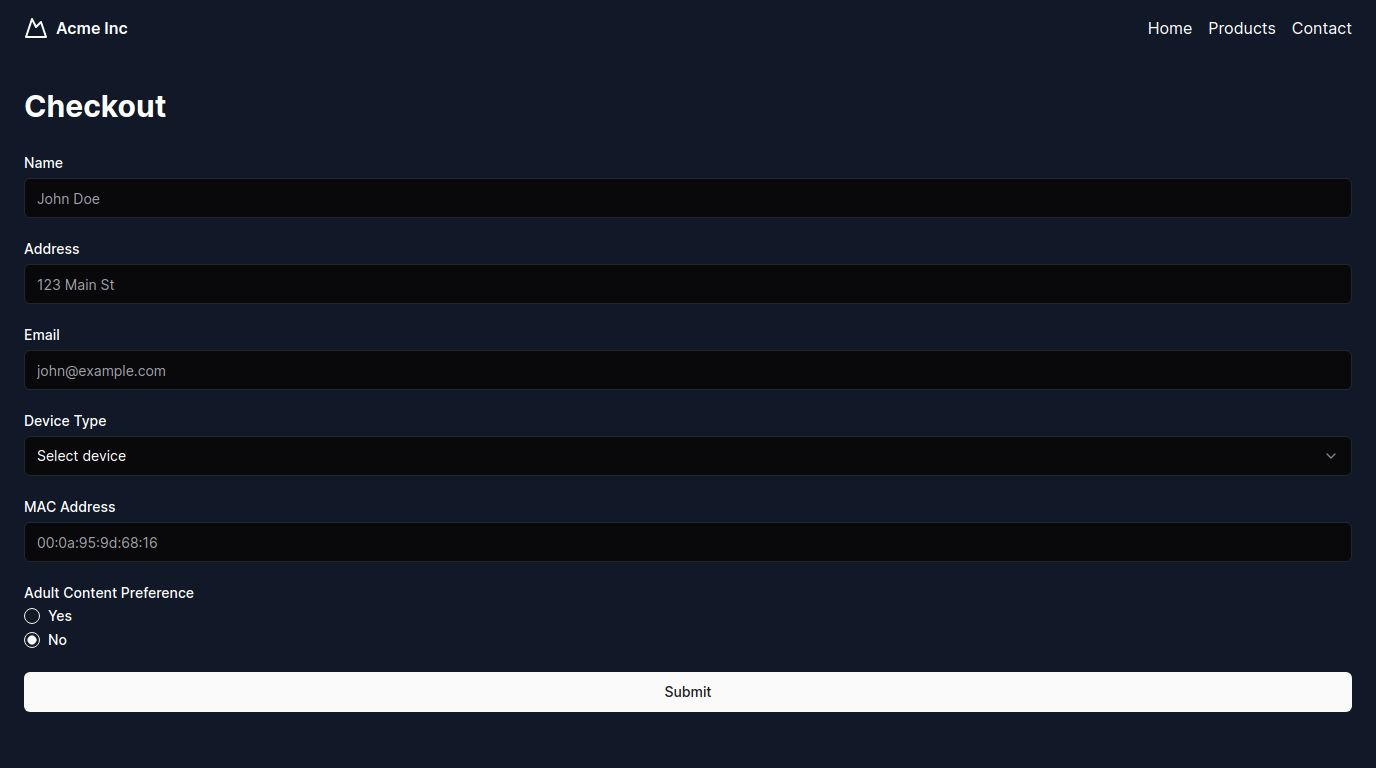 Acme Inc
Home Products Contact
Checkout
Name
John Doe
Address
123 Main St
Email
john@example.com
Device Type
Select device
MAC Address
00:0a:95:9d:68:16
Adult Content Preference
Yes
No
Submit